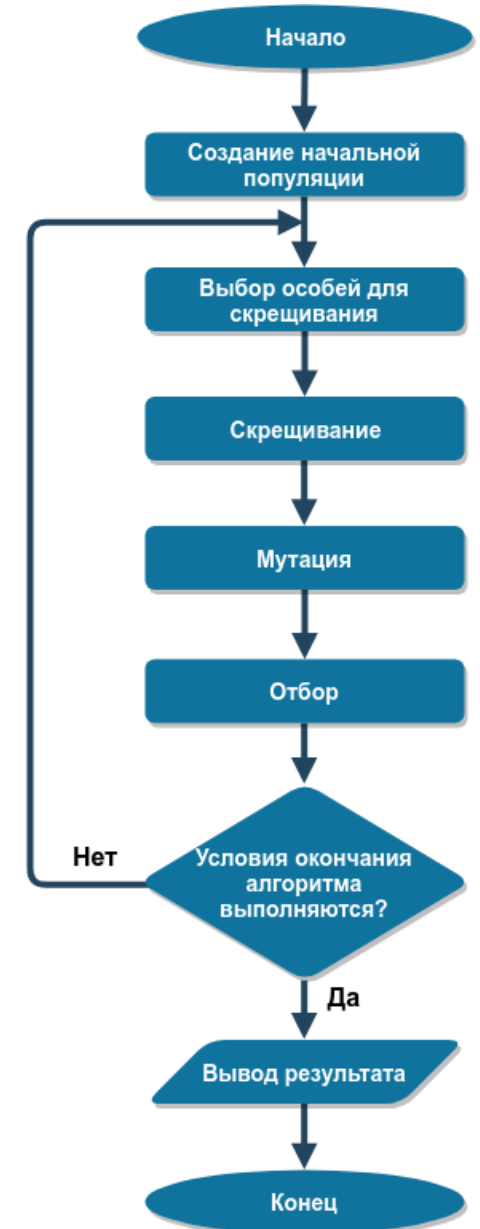 Начало
Создание начальной
популяции
Выбор особей для
скрещивания
Скрещивание
Мутация
Отбор
Нет
Условия окончания
алгоритма
выполняются?
Да
Вывод результата
Конец